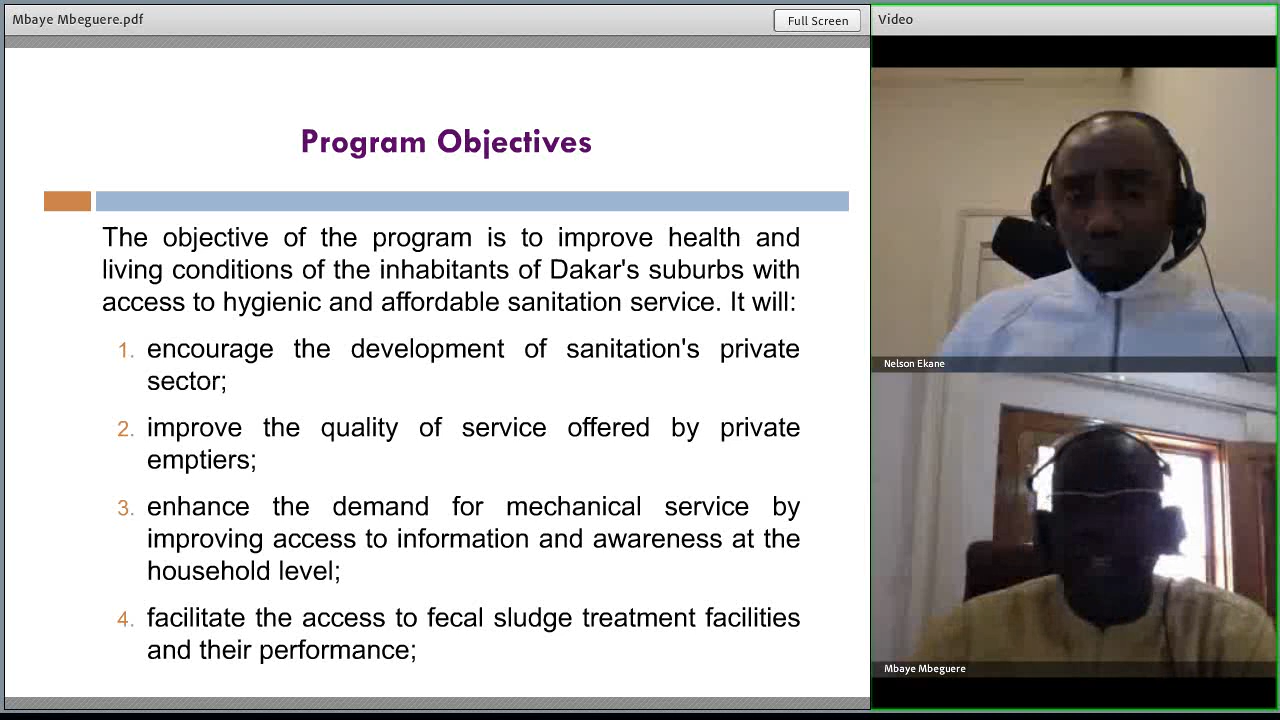 Mbaye Mbeguere.pdf
Full Screen
Video
Program Objectives
The objective of the program is to improve health and
living conditions of the inhabitants of Dakar's suburbs with
access to hygienic and affordable sanitation service. It will:
1. encourage the development of sanitation's private
sector;
2. improve the quality of service offered by private
emptiers;
3. enhance the demand for mechanical service by
improving access to information and awareness at the
household level;
4. facilitate the access to fecal sludge treatment facilities
and their performance;
Nelson Ekane
Mbaye Mbeguere